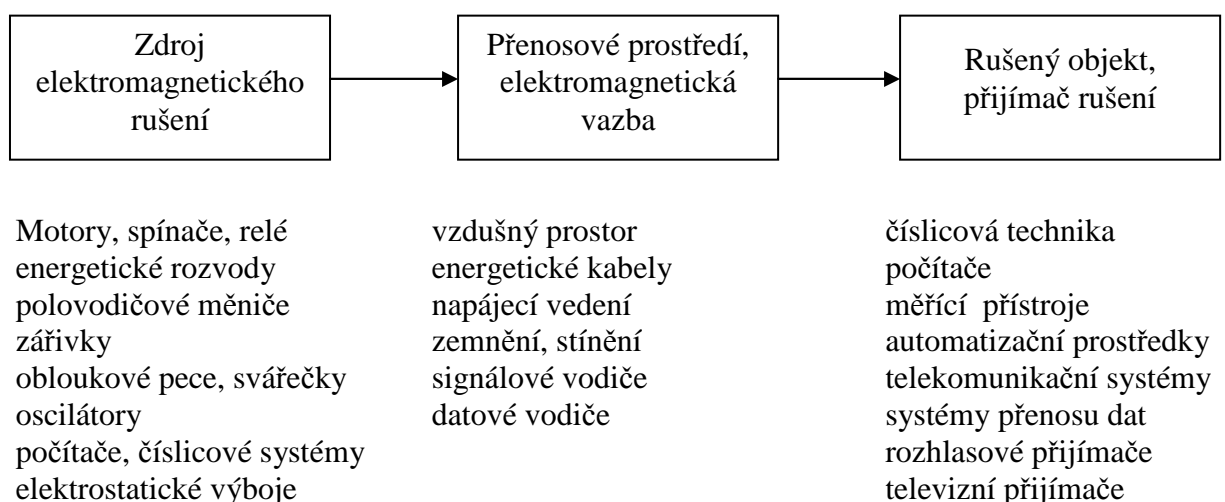 Zdroj
elektromagnetického
rušení
Přenosové prostředí,
elektromagnetická
vazba
Rušený objekt,
přijímač rušení
Motory, spínače, relé
energetické rozvody
polovodičové měniče
zářivky
obloukové pece, svářečky
oscilátory
počítače, číslicové systémy
elektrostatické výboje
vzdušný prostor
energetické kabely
napájecí vedení
zemnění, stínění
signálové vodiče
datové vodiče
číslicová technika
počítače
měřící  přístroje
automatizační prostředky
telekomunikační systémy
systémy přenosu dat
rozhlasové přijímače
televizní přijímače